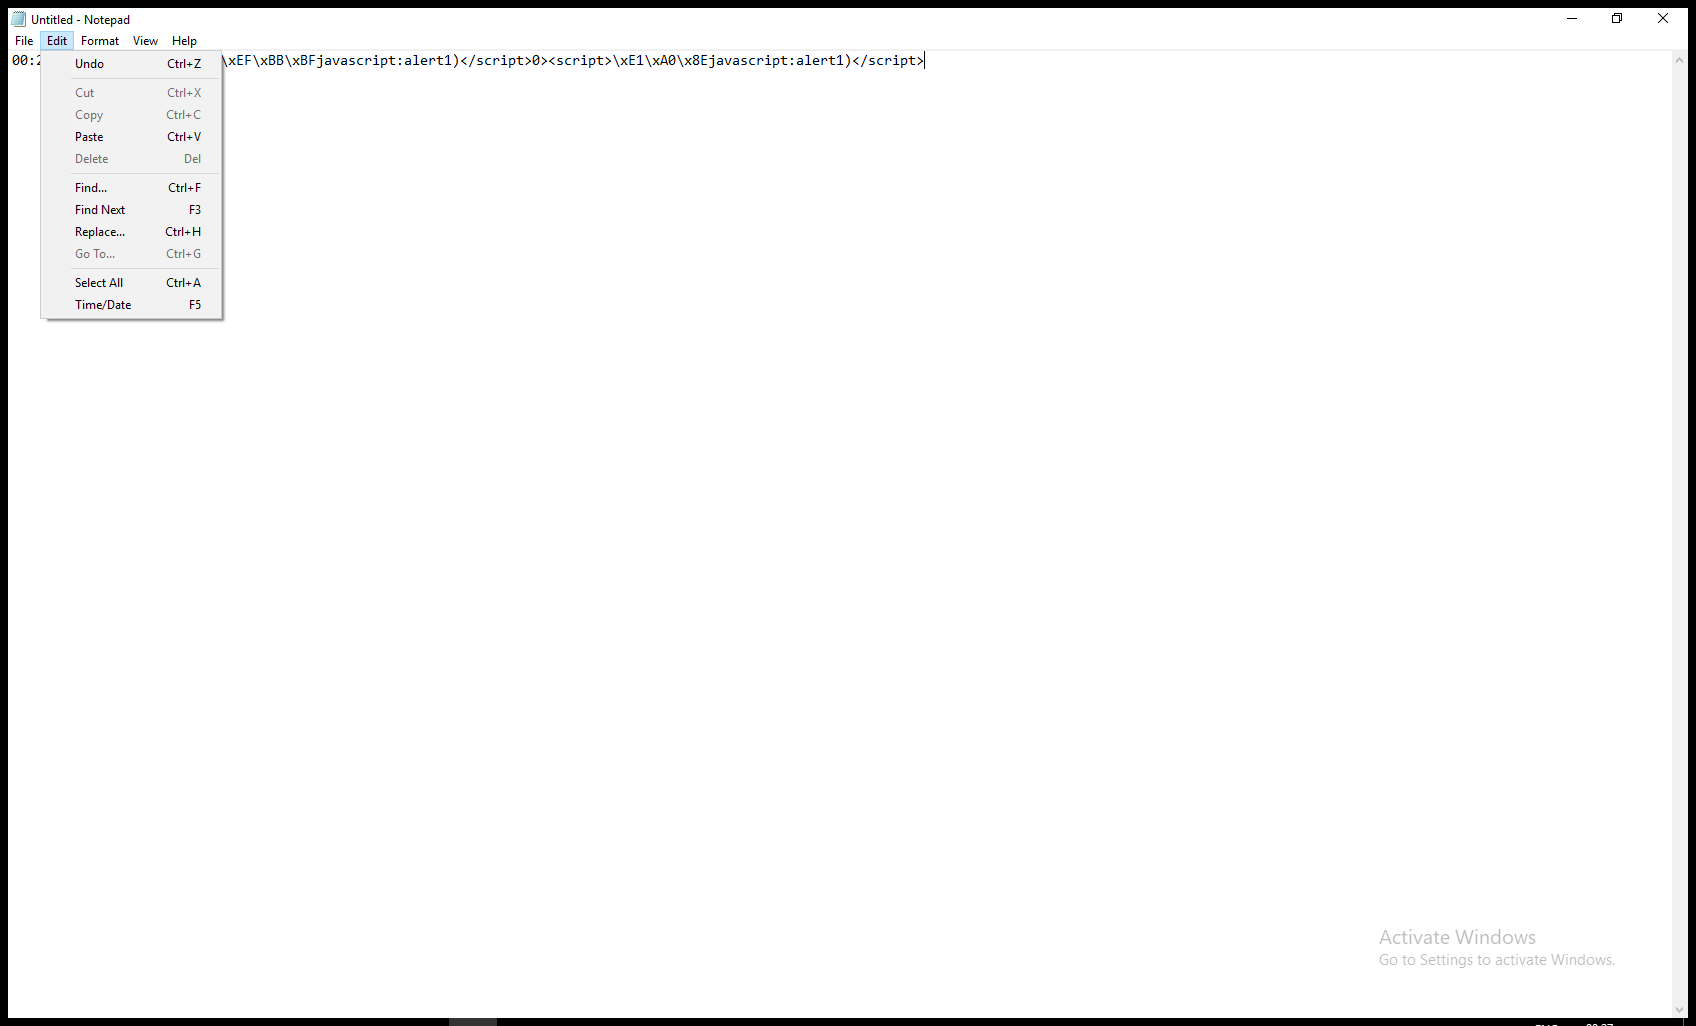 Untitled - Notepad
File Edit Format View Help
\xEF\xBB\xBFjavascript:alert1)</script>0><script>\xE1\xA0\x8Ejavascript:alert1)</script>
Undo Ctrl+Z
Cut Ctrl+X
Copy Ctrl+C
Paste Ctrl+V
Delete Del
Find... Ctrl+F
Find Next F3
Replace... Ctrl+H
Go To... Ctrl+G
Select All Ctrl+A
Time/Date F5
Activate Windows
Go to Settings to activate Windows.